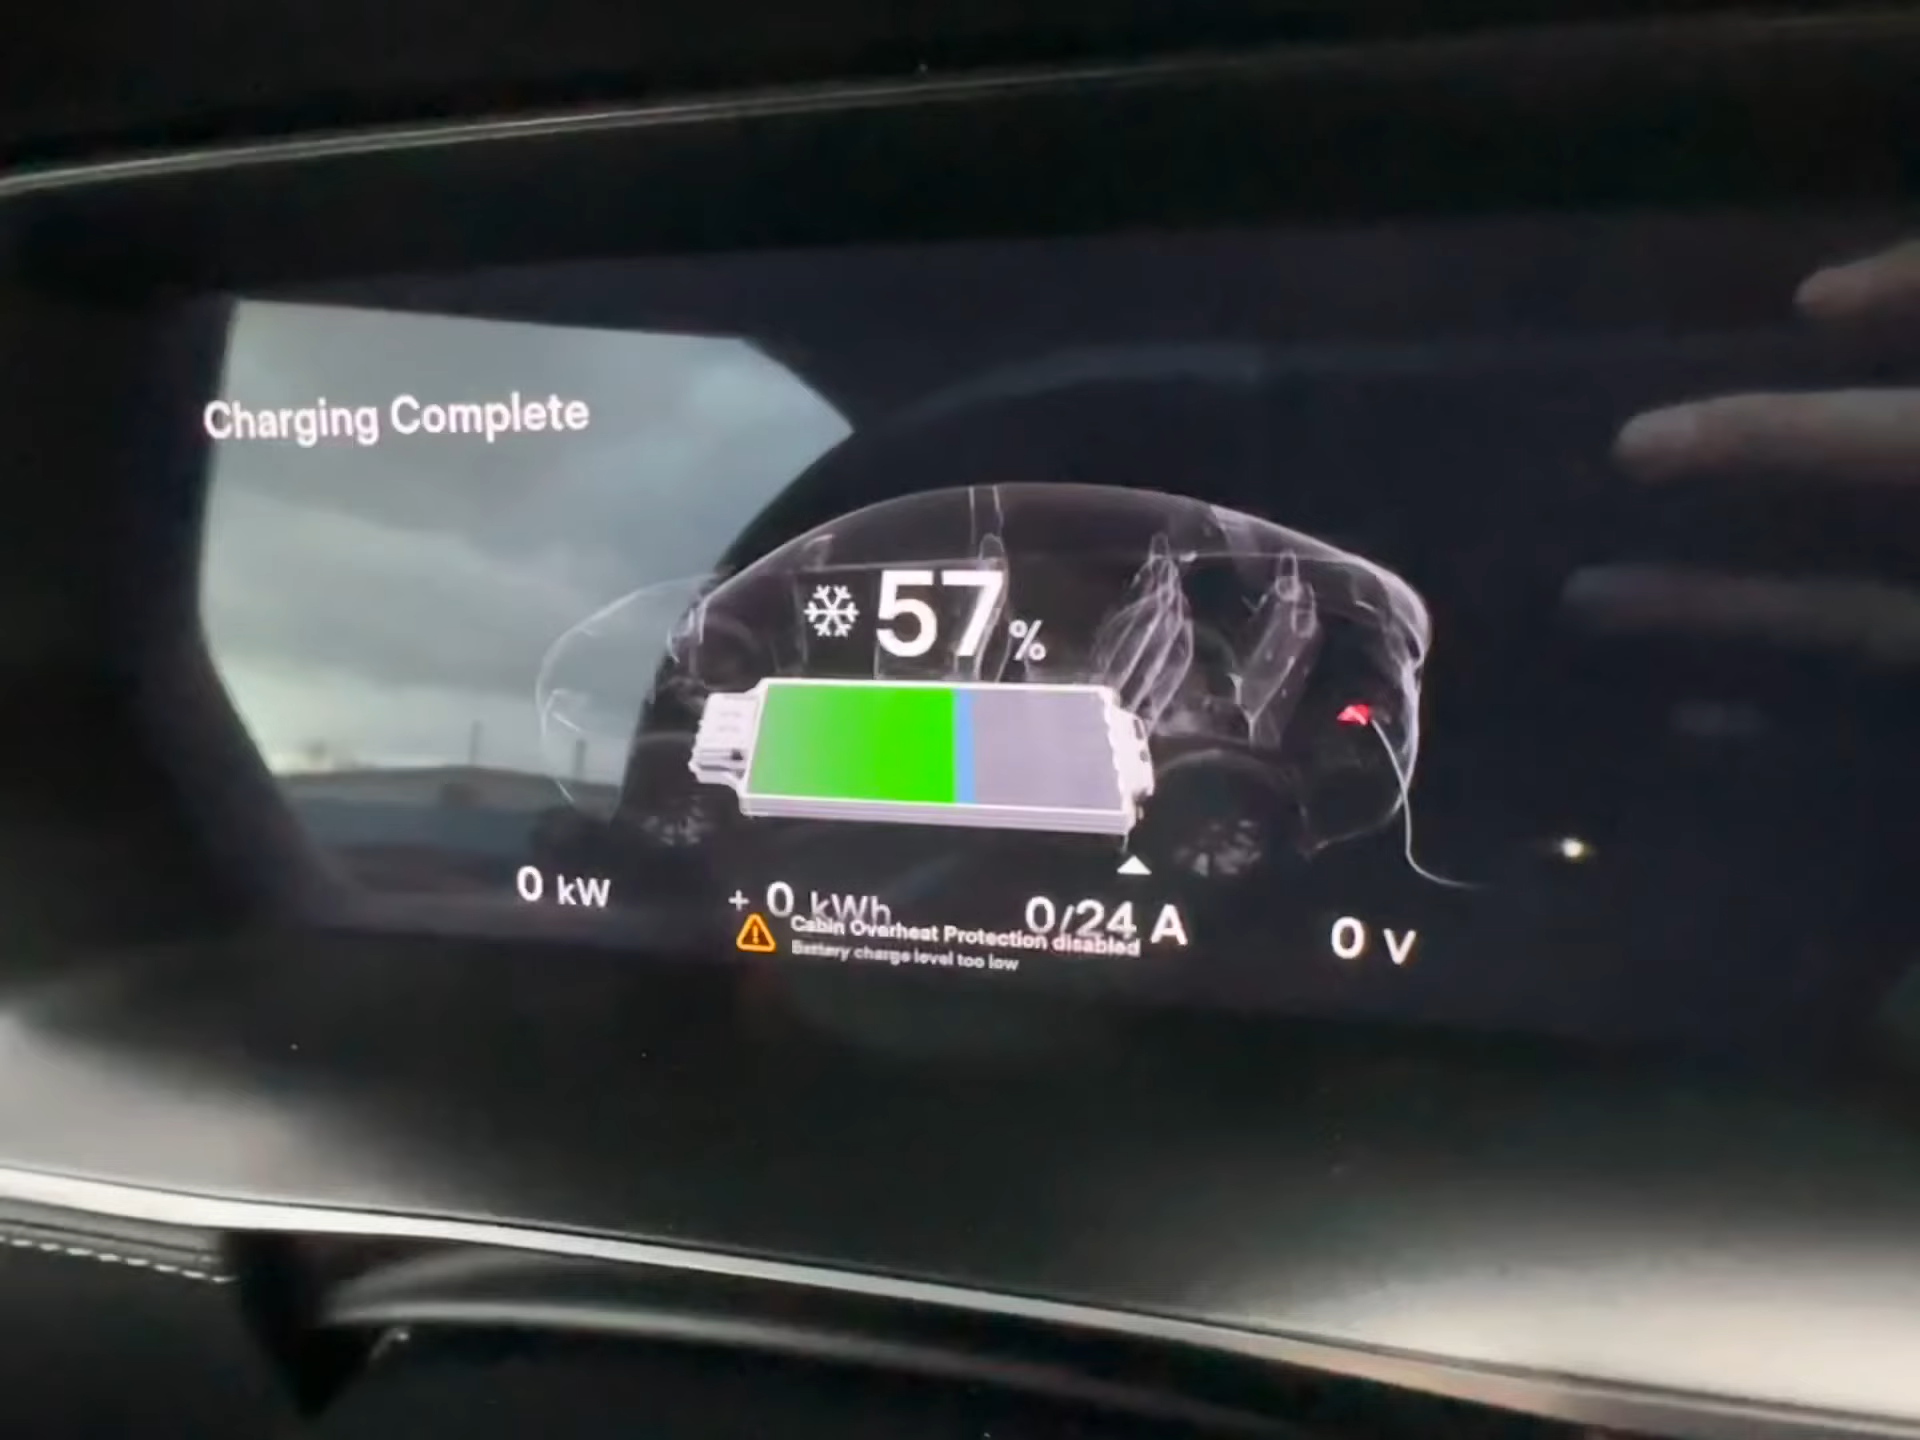 Charging Complete
57 %
0 kW
+ 0 kWh
0/24 A
0 V
Cabin Overheat Protection disabled
Battery charge level too low